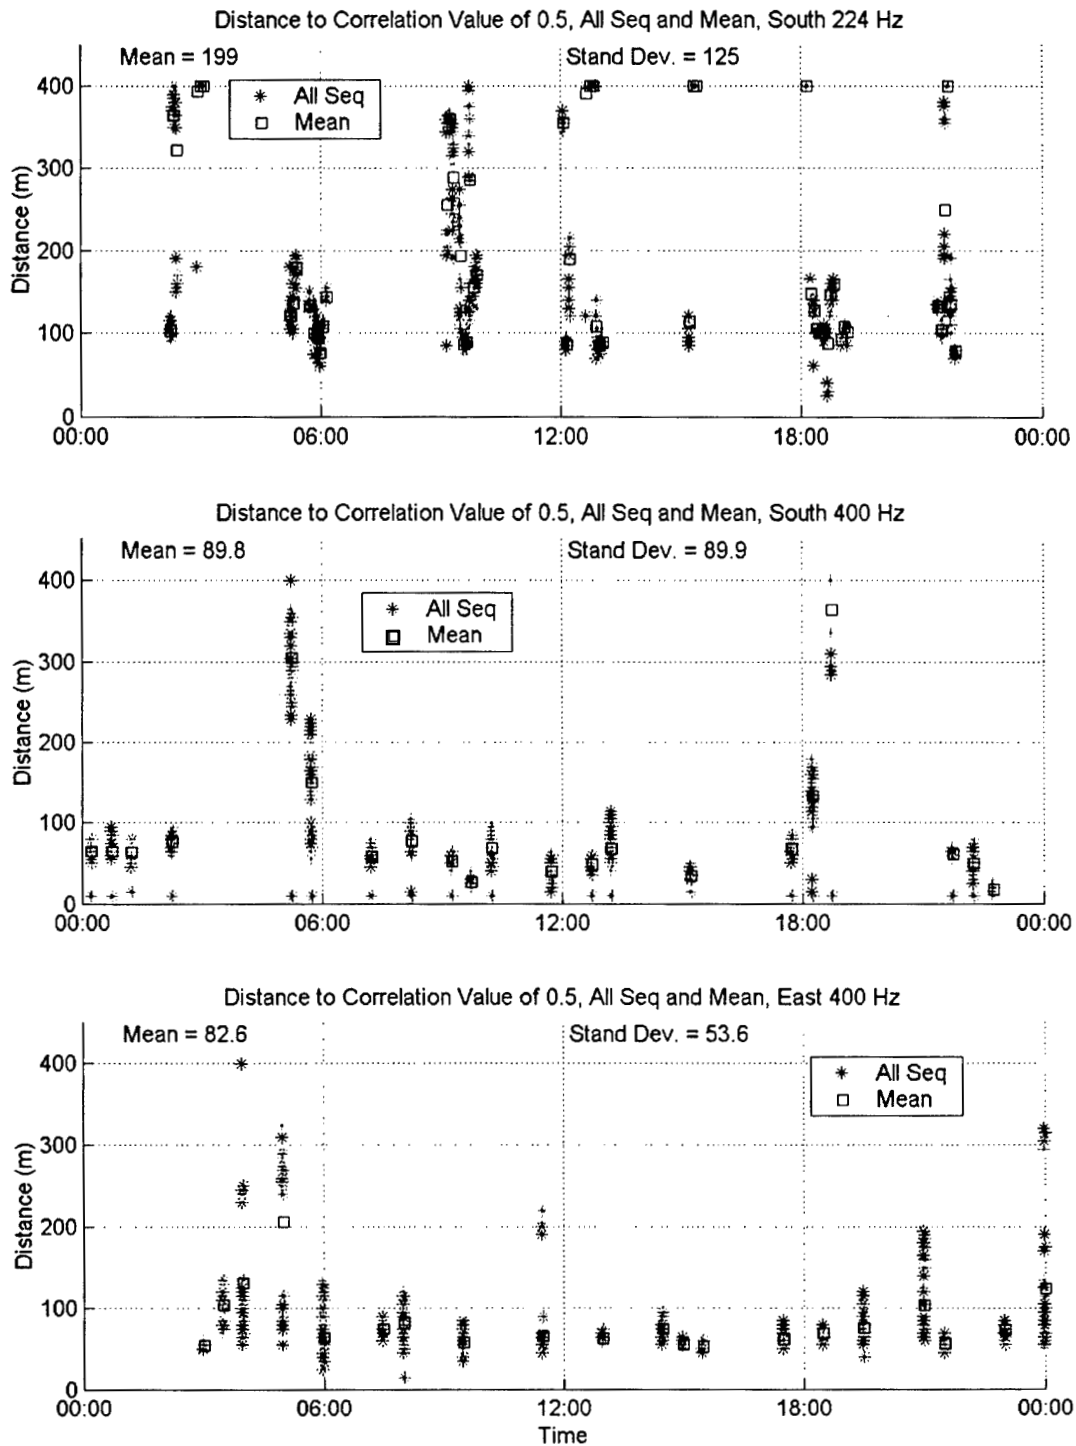 Distance to Correlation Value of 0.5, All Seq and Mean, South 224 Hz
Mean = 199
Stand Dev. = 125
All Seq
Mean
Distance (m)
400
300
200
100
0
00:00 06:00 12:00 18:00 00:00
Distance to Correlation Value of 0.5, All Seq and Mean, South 400 Hz
Mean = 89.8
Stand Dev. = 89.9
All Seq
Mean
Distance (m)
400
300
200
100
0
00:00 06:00 12:00 18:00 00:00
Distance to Correlation Value of 0.5, All Seq and Mean, East 400 Hz
Mean = 82.6
Stand Dev. = 53.6
All Seq
Mean
Distance (m)
400
300
200
100
0
00:00 06:00 12:00 18:00 00:00
Time